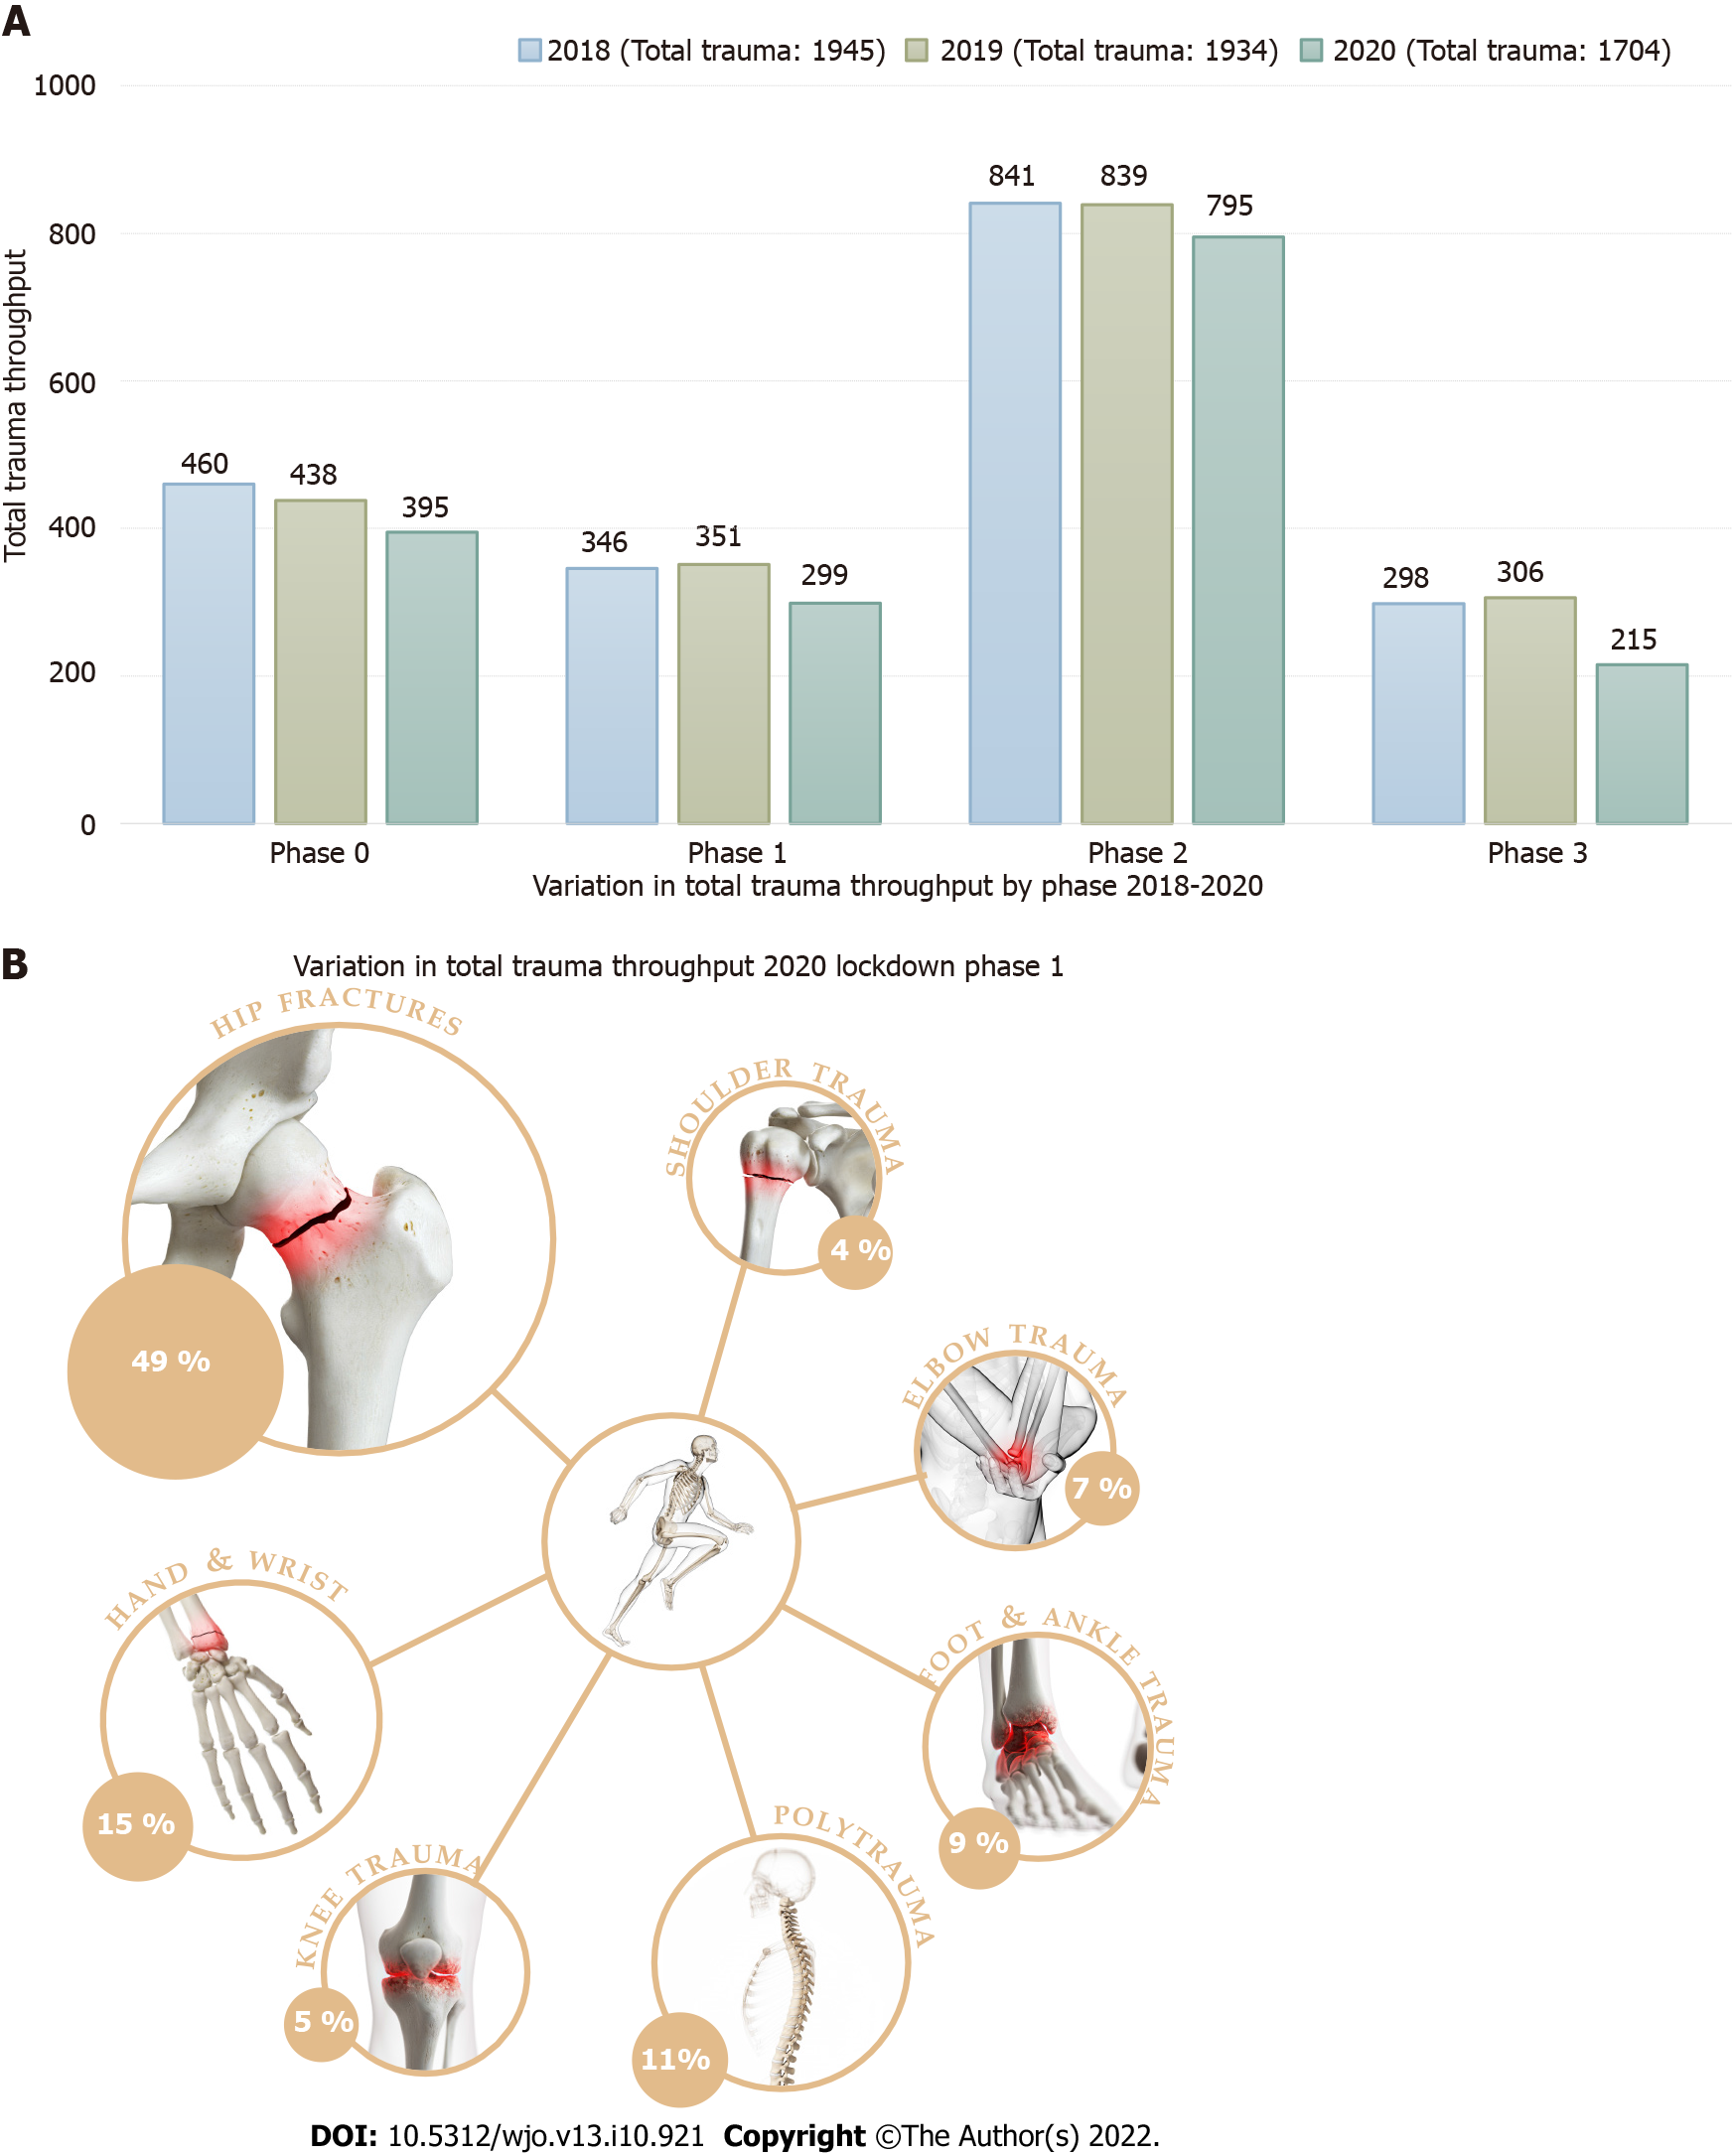 A
2018 (Total trauma: 1945) 2019 (Total trauma: 1934) 2020 (Total trauma: 1704)
Total trauma throughput
1000
800
600
400
200
0
460 438 395
346 351 299
841 839 795
298 306 215
Phase 0 Phase 1 Phase 2 Phase 3
Variation in total trauma throughput by phase 2018-2020
B
Variation in total trauma throughput 2020 lockdown phase 1
HIP FRACTURES
49 %
SHOULDER TRAUMA
4 %
ELBOW TRAUMA
7 %
HAND & WRIST
15 %
FOOT & ANKLE TRAUMA
9 %
KNEE TRAUMA
5 %
POLYTRAUMA
11%
DOI: 10.5312/wjo.v13.i10.921 Copyright ©The Author(s) 2022.